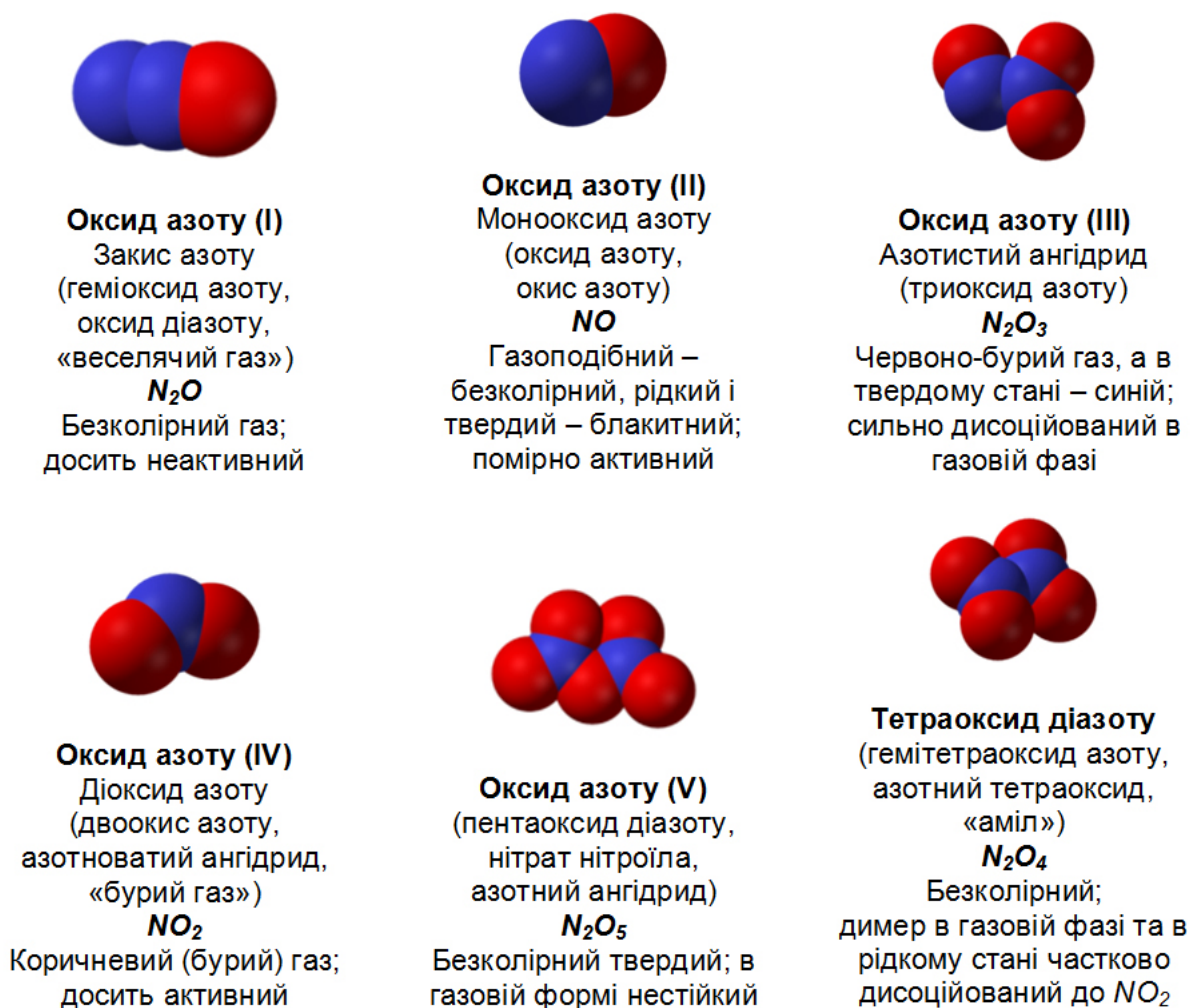 Оксид азоту (I)
Закис азоту
(геміоксид азоту,
оксид діазоту,
«веселячий газ»)
N₂O
Безколірний газ;
досить неактивний
Оксид азоту (II)
Монооксид азоту
(оксид азоту,
окис азоту)
NO
Газоподібний –
безколірний, рідкий і
твердий – блакитний;
помірно активний
Оксид азоту (III)
Азотистий ангідрид
(триоксид азоту)
N₂O₃
Червоно-бурий газ, а в
твердому стані – синій;
сильно дисоційований в
газовій фазі
Оксид азоту (IV)
Діоксид азоту
(двоокис азоту,
азотноватий ангідрид,
«бурий газ»)
NO₂
Коричневий (бурий) газ;
досить активний
Оксид азоту (V)
(пентаоксид діазоту,
нітрат нітроїла,
азотний ангідрид)
N₂O₅
Безколірний твердий; в
газовій формі нестійкий
Тетраоксид діазоту
(гемітетраоксид азоту,
азотний тетраоксид,
«аміл»)
N₂O₄
Безколірний;
димер в газовій фазі та в
рідкому стані частково
дисоційований до NO₂